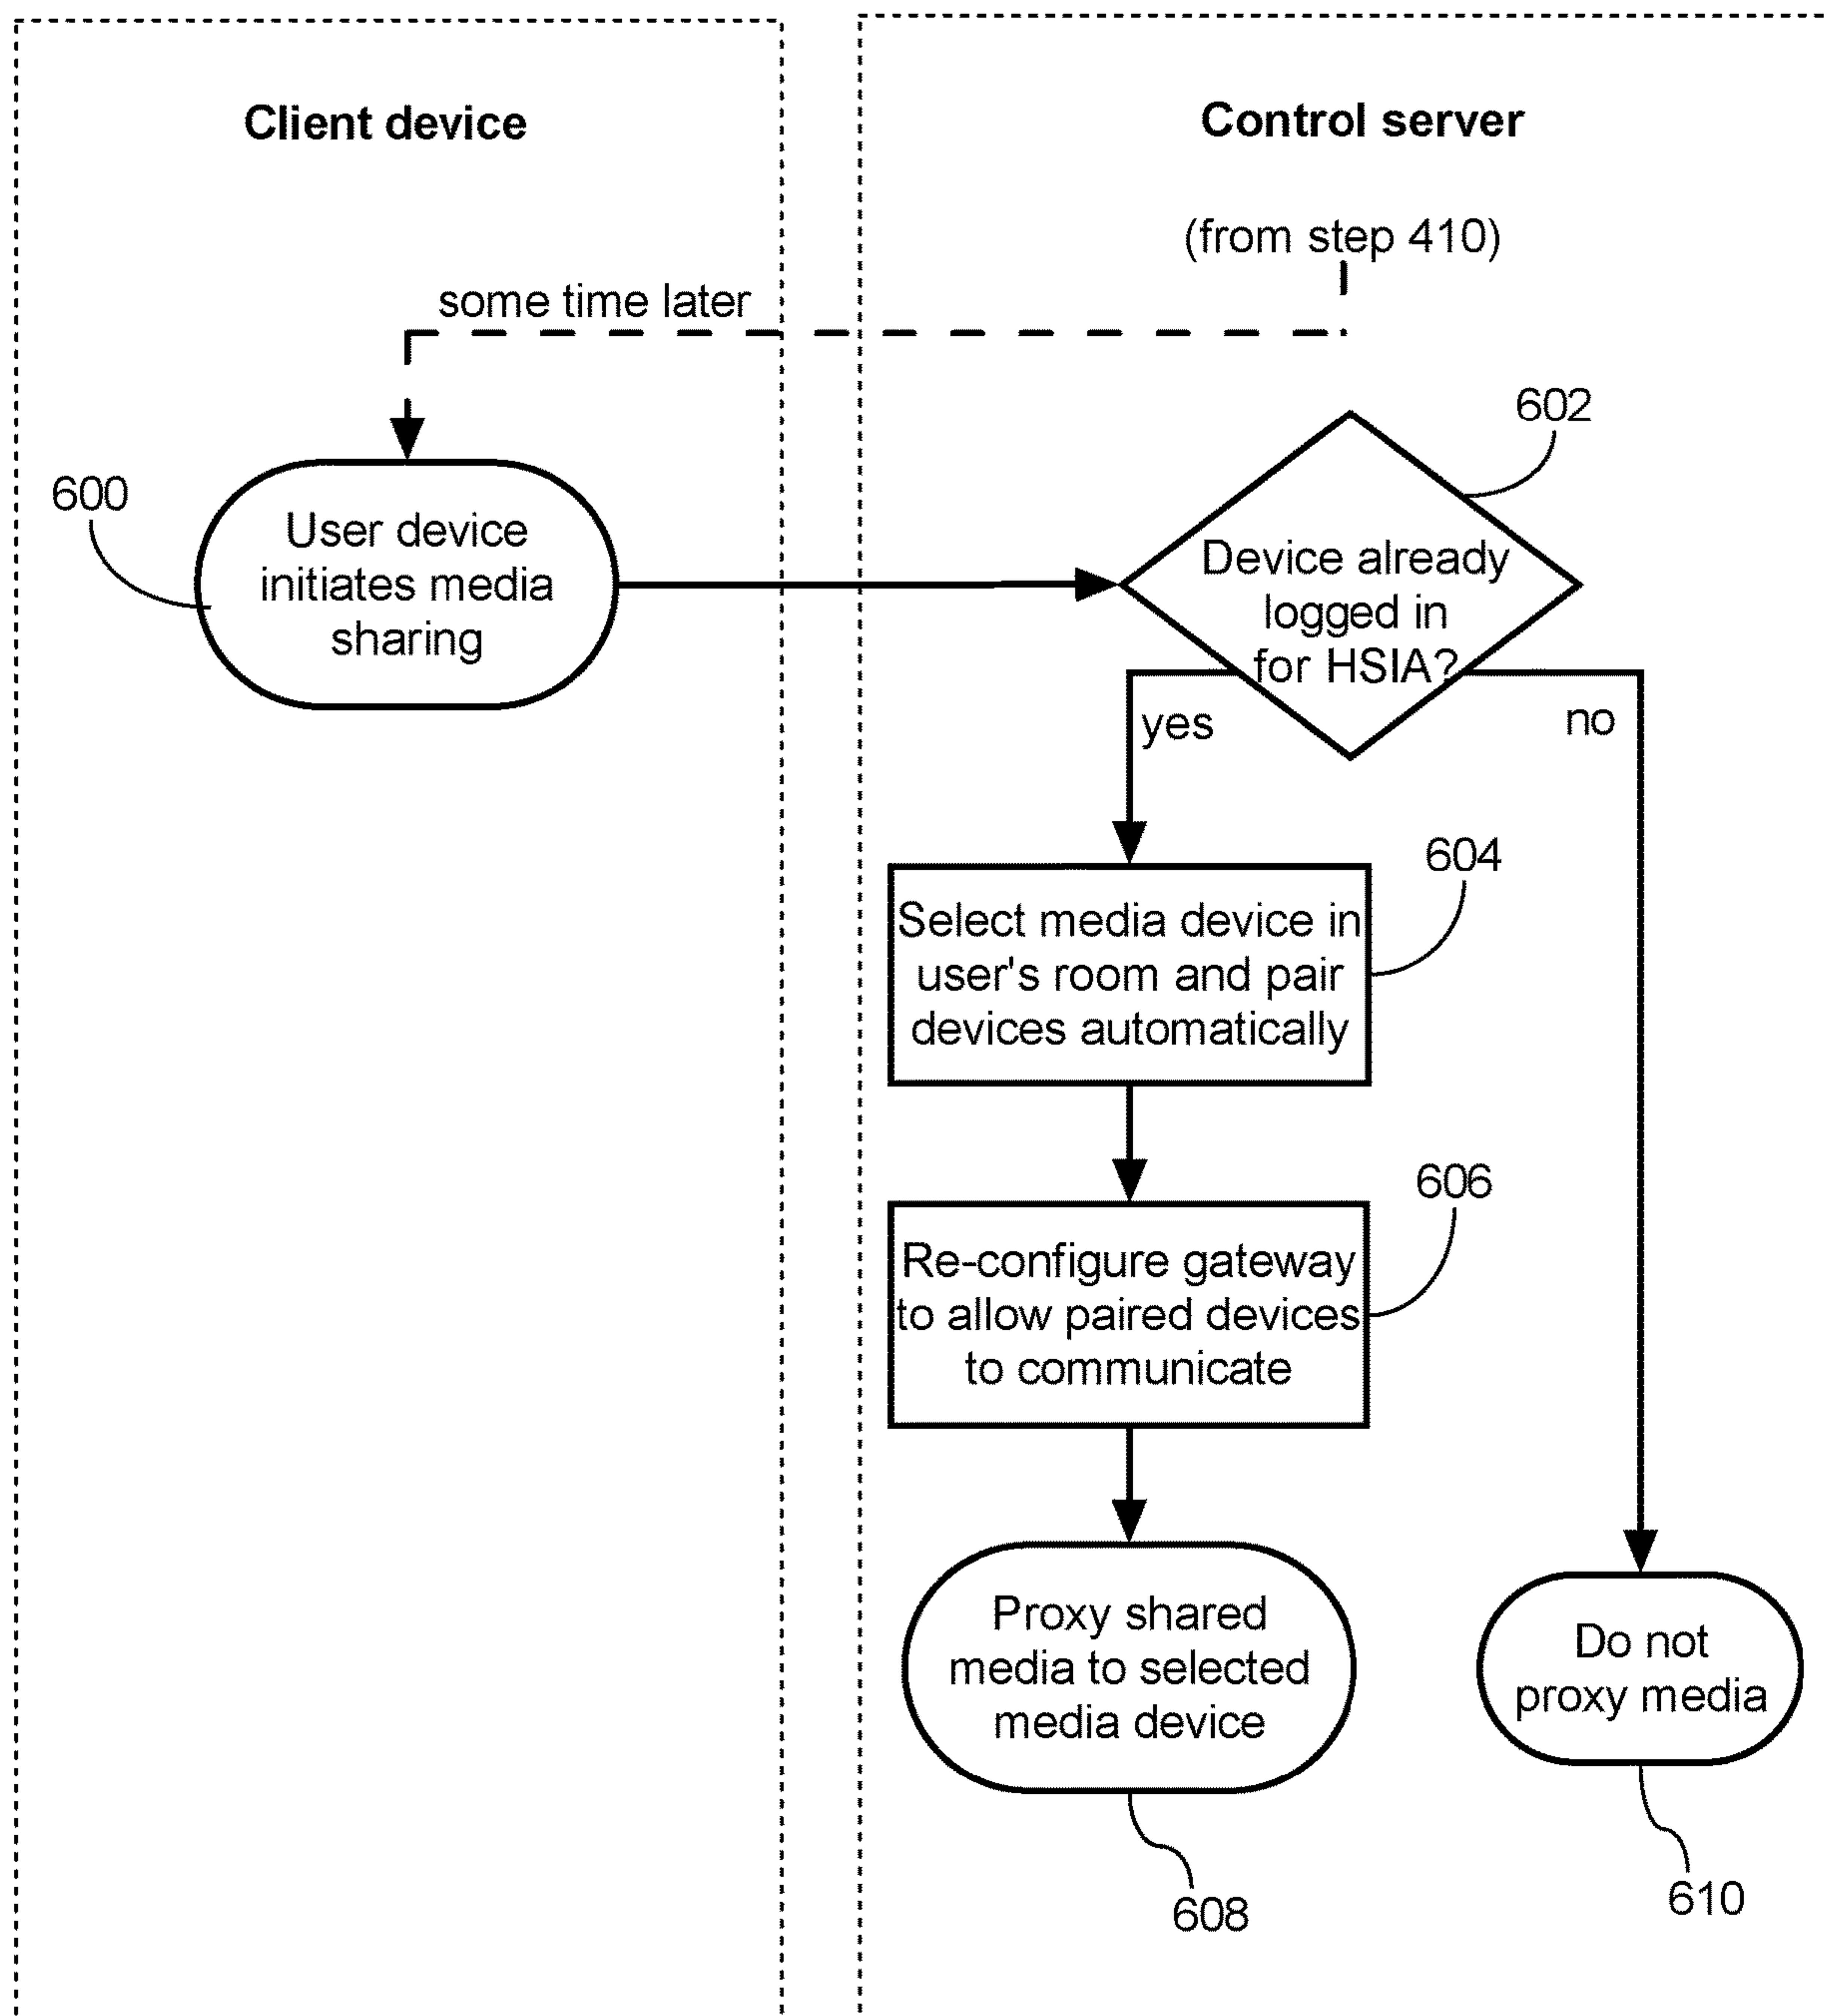 Client device
Control server
(from step 410)
some time later
602
600
User device
initiates media
sharing
Device already
logged in
for HSIA?
yes
no
604
Select media device in
user's room and pair
devices automatically
606
Re-configure gateway
to allow paired devices
to communicate
Proxy shared
media to selected
media device
Do not
proxy media
608
610